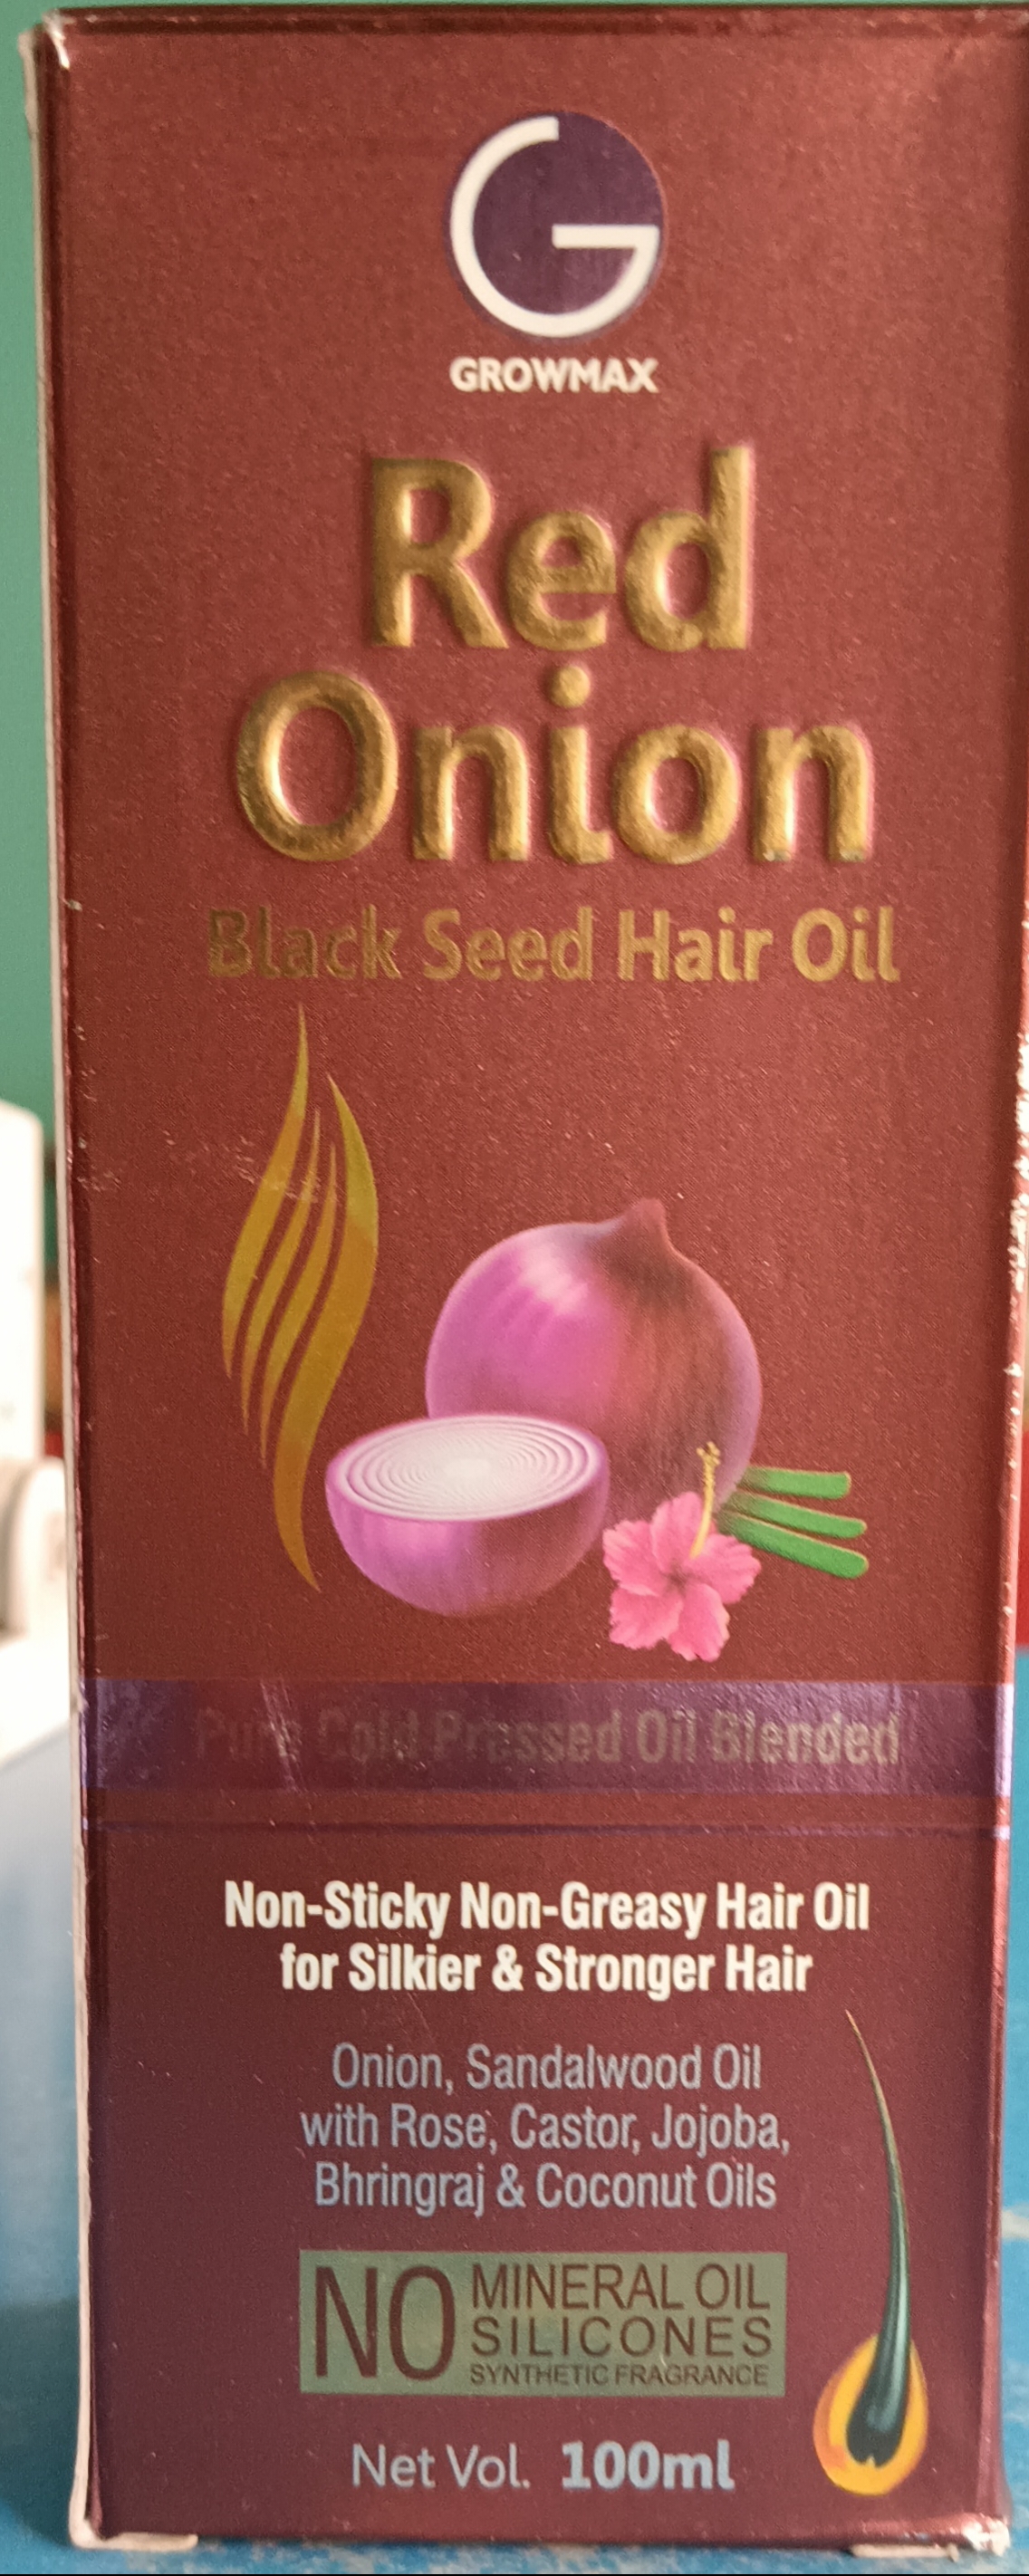 G
GROWMAX
Red
Onion
Black Seed Hair Oil
Pure Cold Pressed Oil Blended
Non-Sticky Non-Greasy Hair Oil
for Silkier & Stronger Hair
Onion, Sandalwood Oil
with Rose, Castor, Jojoba,
Bhringraj & Coconut Oils
NO MINERAL OIL
SILICONES
SYNTHETIC FRAGRANCE
Net Vol. 100ml